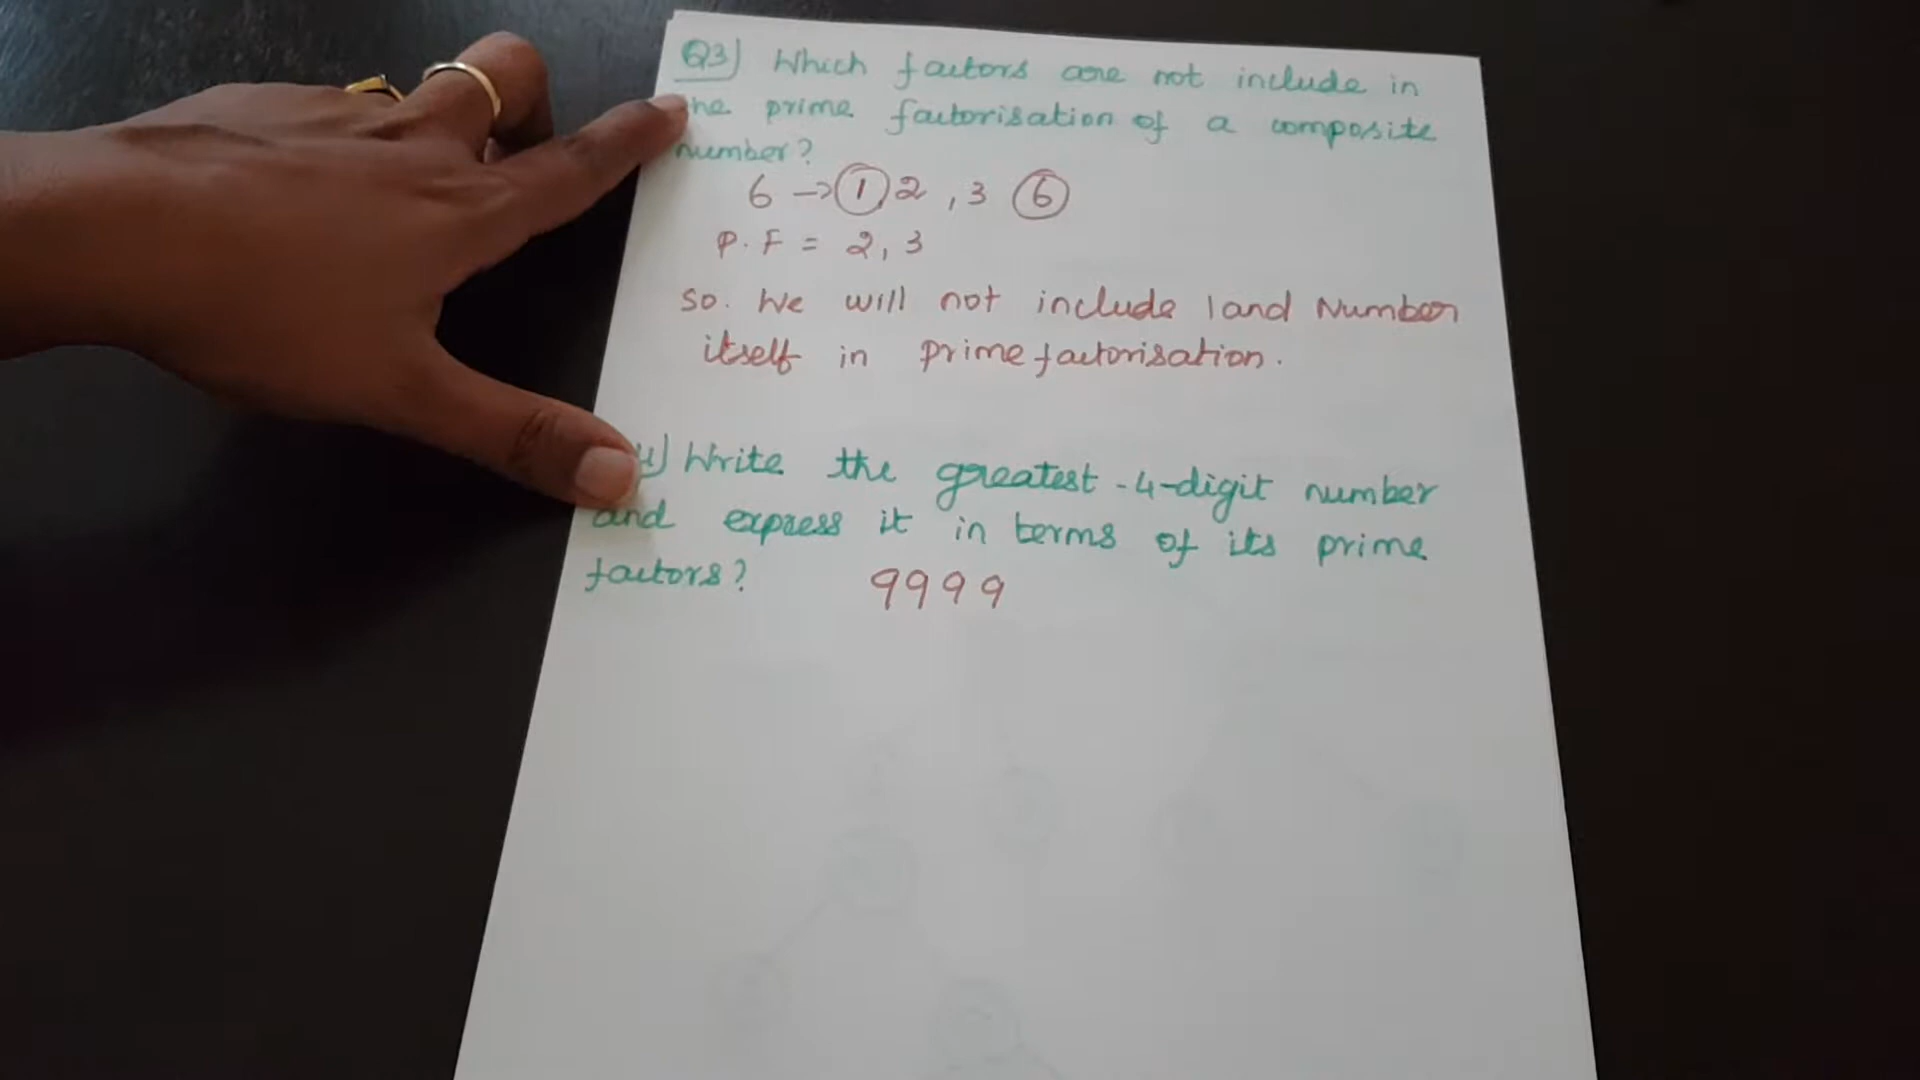 Q3) Which factors are not include in
the prime factorisation of a composite
number?
6 → 1, 2, 3 6
P.F = 2, 3
So. We will not include 1 and Number
itself in prime factorisation.
4) Write the greatest -4-digit number
and express it in terms of its prime
factors?
9999